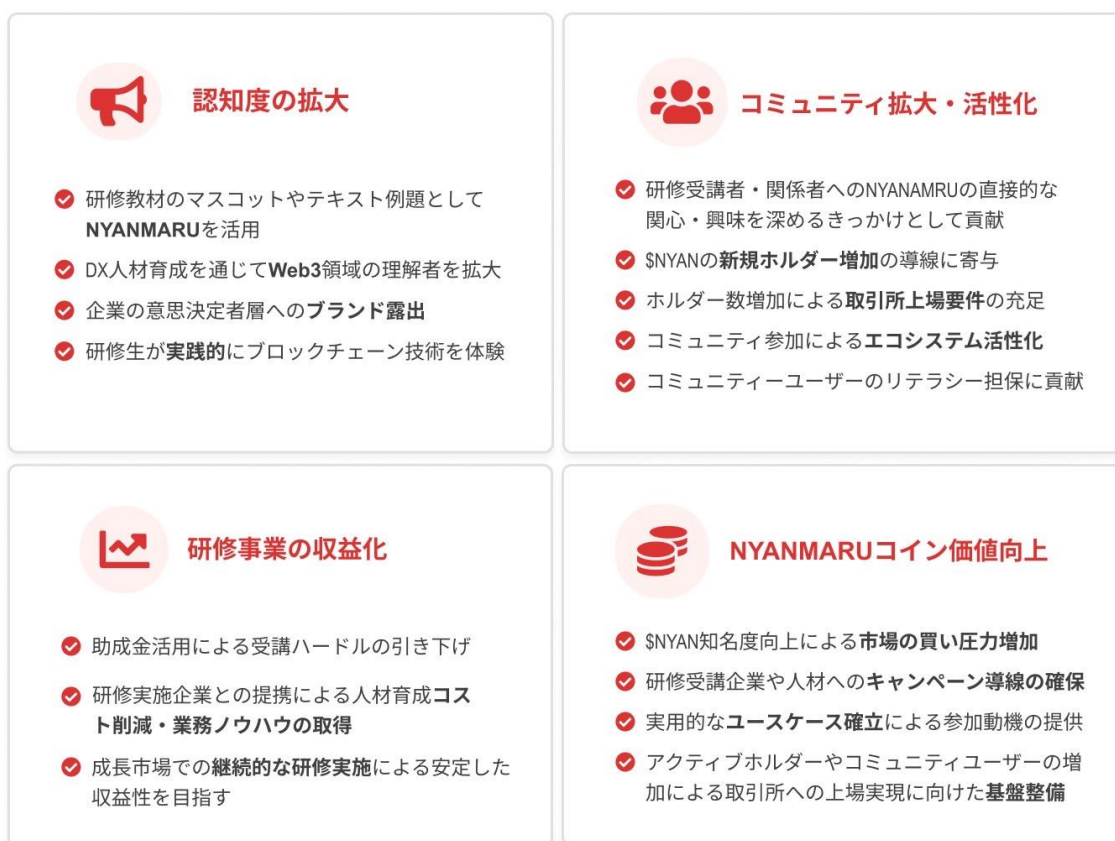 認知度の拡大
研修教材のマスコットやテキスト例題として
NYANMARUを活用
DX人材育成を通じてWeb3領域の理解者を拡大
企業の意思決定者層へのブランド露出
研修生が実践的にブロックチェーン技術を体験
コミュニティ拡大・活性化
研修受講者・関係者へのNYANAMRUの直接的な
関心・興味を深めるきっかけとして貢献
$NYANの新規ホルダー増加の導線に寄与
ホルダー数増加による取引所上場要件の充足
コミュニティ参加によるエコシステム活性化
コミュニティーユーザーのリテラシー担保に貢献
研修事業の収益化
助成金活用による受講ハードルの引き下げ
研修実施企業との提携による人材育成コス
ト削減・業務ノウハウの取得
成長市場での継続的な研修実施による安定した
収益性を目指す
NYANMARUコイン価値向上
$NYAN知名度向上による市場の買い圧力増加
研修受講企業や人材へのキャンペーン導線の確保
実用的なユースケース確立による参加動機の提供
アクティブホルダーやコミュニティユーザーの増
加による取引所への上場実現に向けた基盤整備